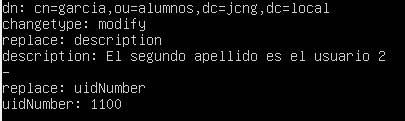 dn: cn=garcia,ou=alumnos,dc=jcng,dc=local
changetype: modify
replace: description
description: El segundo apellido es el usuario 2
-
replace: uidNumber
uidNumber: 1100